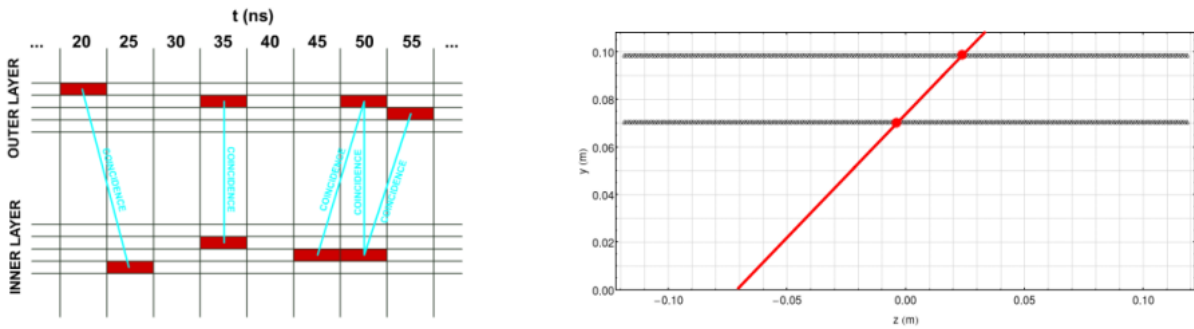 t (ns)
... 20 25 30 35 40 45 50 55 ...
OUTER LAYER
INNER LAYER
COINCIDENCE
COINCIDENCE
COINCIDENCE
COINCIDENCE
COINCIDENCE
y (m)
0.10
0.08
0.06
0.04
0.02
0.00
−0.10 −0.05 0.00 0.05 0.10
z (m)